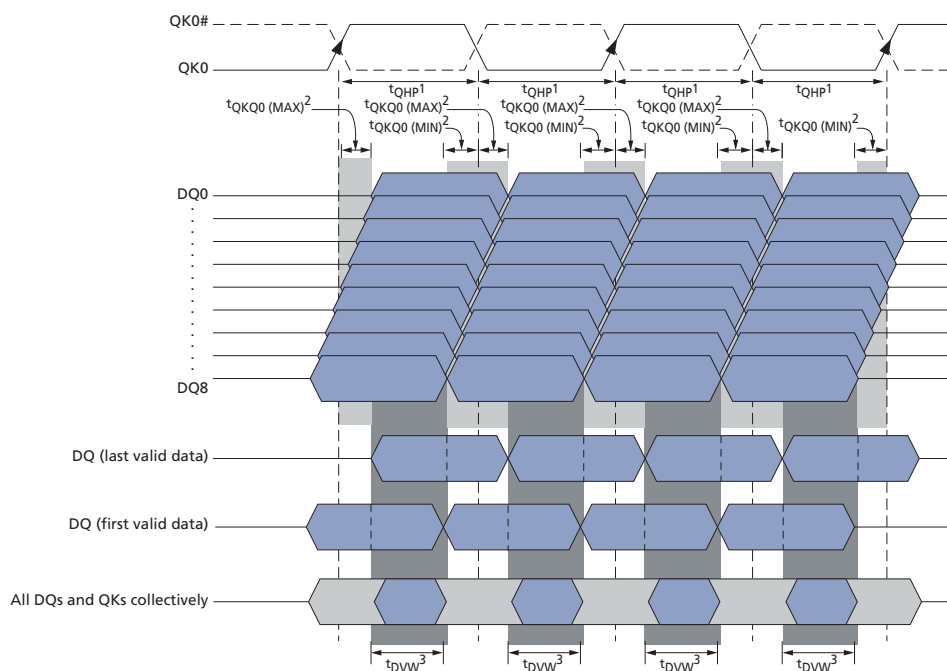 QK0#
QK0
tQHP1 tQHP1 tQHP1 tQHP1
tQKQ0 (MAX)2 tQKQ0 (MAX)2 tQKQ0 (MAX)2 tQKQ0 (MAX)2
tQKQ0 (MIN)2 tQKQ0 (MIN)2 tQKQ0 (MIN)2 tQKQ0 (MIN)2
DQ0
DQ8
DQ (last valid data)
DQ (first valid data)
All DQs and QKs collectively
tDVW3 tDVW3 tDVW3 tDVW3